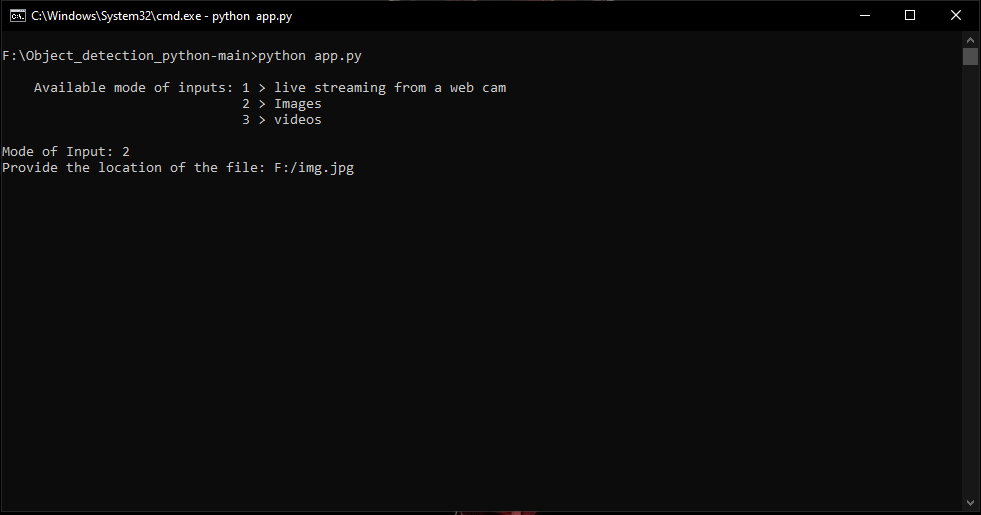 C:\Windows\System32\cmd.exe - python  app.py
F:\Object_detection_python-main>python app.py
Available mode of inputs: 1 > live streaming from a web cam
2 > Images
3 > videos
Mode of Input: 2
Provide the location of the file: F:/img.jpg